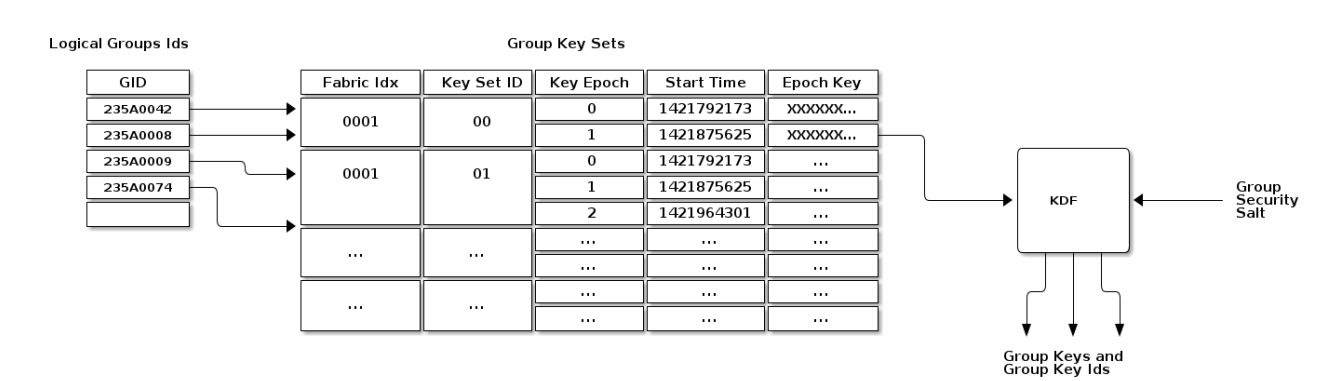 Logical Groups Ids
Group Key Sets
GID
Fabric Idx Key Set ID Key Epoch Start Time Epoch Key
235A0042
235A0008
235A0009
235A0074
0001 00
0 1421792173 XXXXXX...
1 1421875625 XXXXXX...
0001 01
0 1421792173 ...
1 1421875625 ...
2 1421964301 ...
... ...
... ... ...
... ... ...
... ...
... ... ...
... ... ...
KDF
Group
Security
Salt
Group Keys and
Group Key Ids